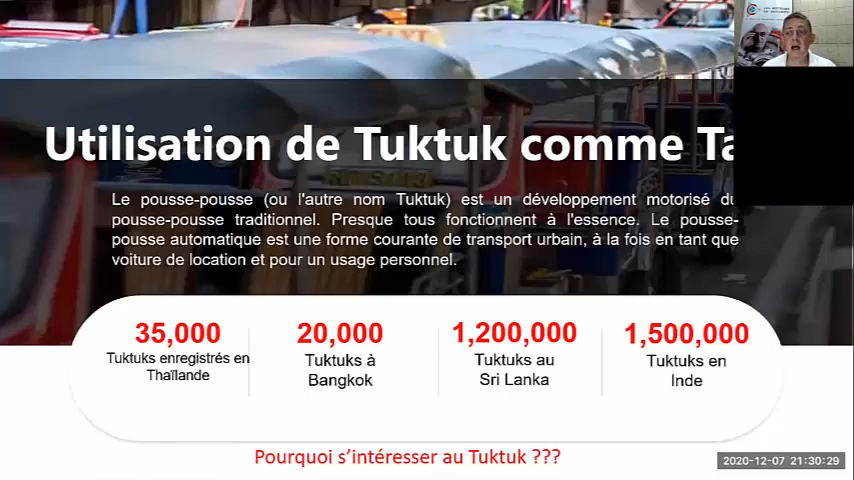 TAXI
Utilisation de Tuktuk comme Ta
Le pousse-pousse (ou l'autre nom Tuktuk) est un développement motorisé du
pousse-pousse traditionnel. Presque tous fonctionnent à l'essence. Le pousse-
pousse automatique est une forme courante de transport urbain, à la fois en tant que
voiture de location et pour un usage personnel.
35,000
Tuktuks enregistrés en
Thaïlande
20,000
Tuktuks à
Bangkok
1,200,000
Tuktuks au
Sri Lanka
1,500,000
Tuktuks en
Inde
Pourquoi s'intéresser au Tuktuk ???
2020-12-07 21:30:29